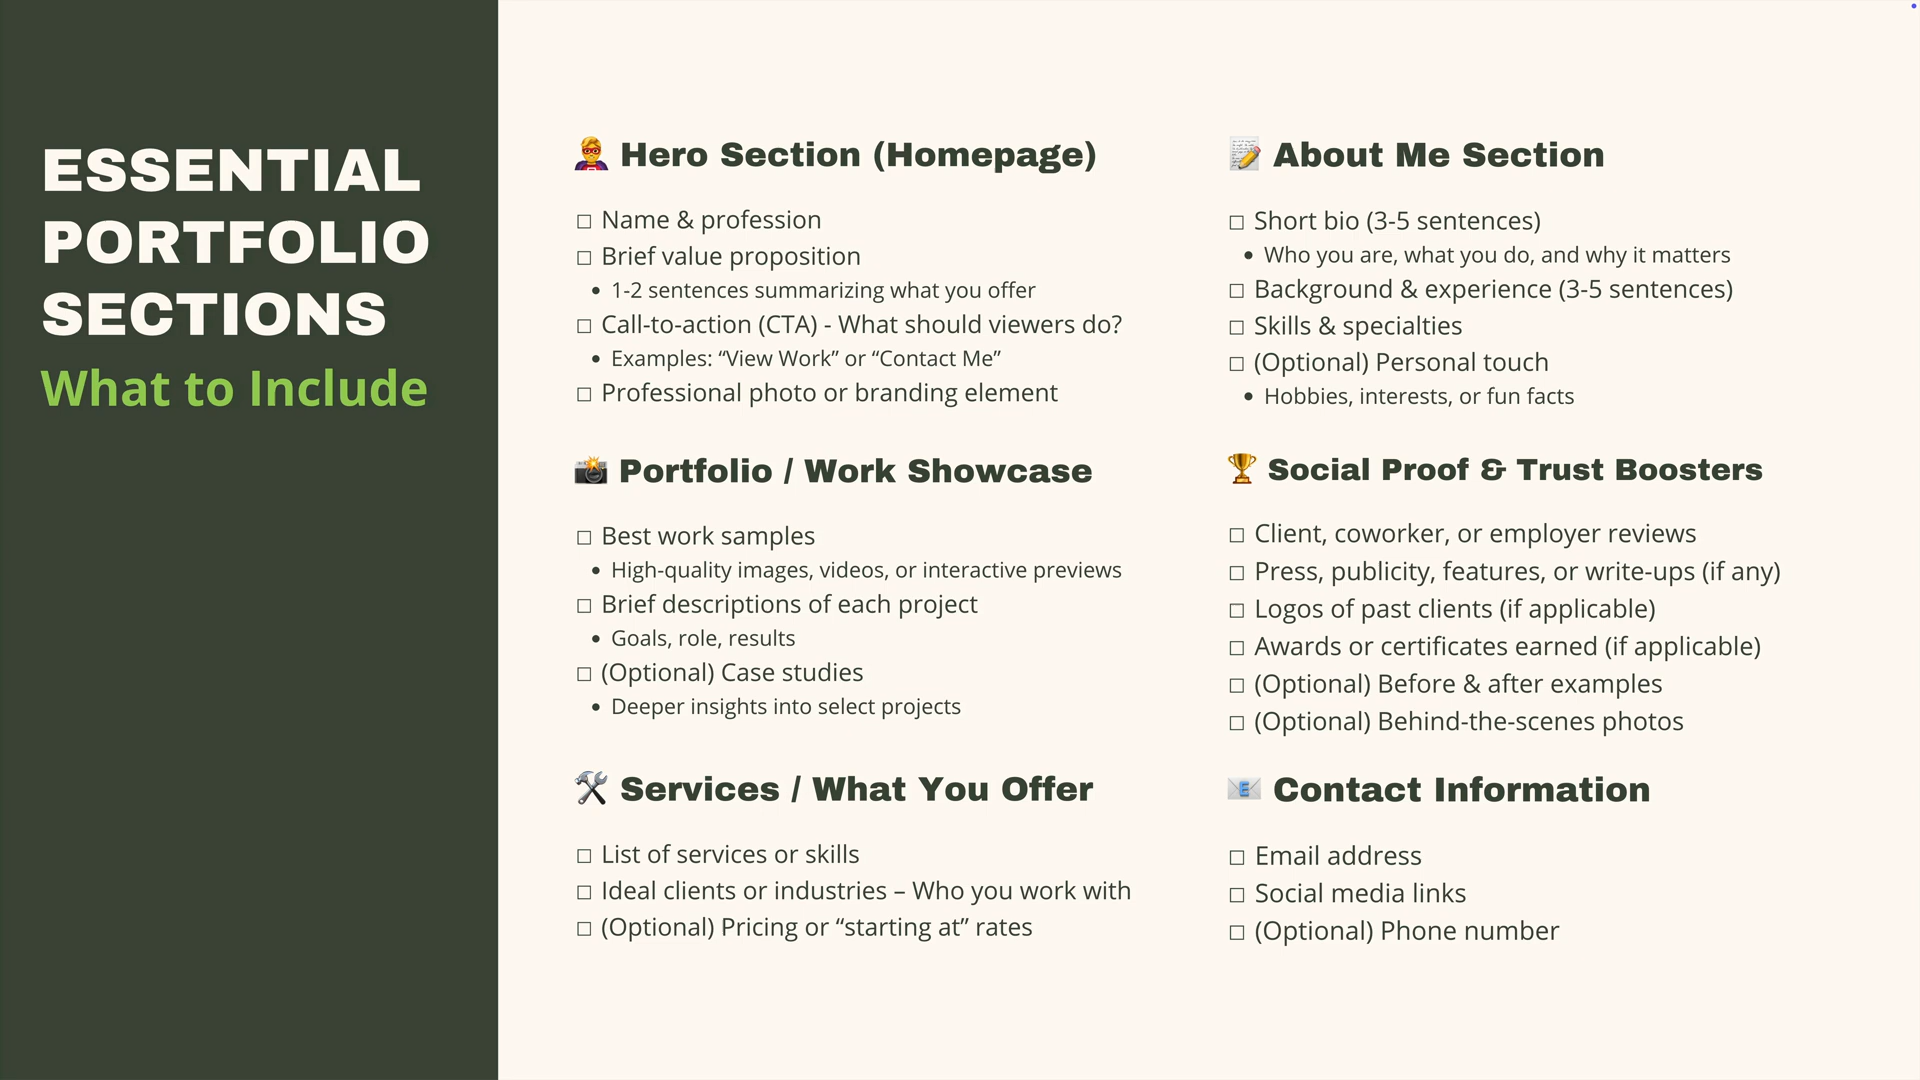 ESSENTIAL
PORTFOLIO
SECTIONS
What to Include
Hero Section (Homepage)
☐ Name & profession
☐ Brief value proposition
• 1-2 sentences summarizing what you offer
☐ Call-to-action (CTA) - What should viewers do?
• Examples: “View Work” or “Contact Me”
☐ Professional photo or branding element
Portfolio / Work Showcase
☐ Best work samples
• High-quality images, videos, or interactive previews
☐ Brief descriptions of each project
• Goals, role, results
☐ (Optional) Case studies
• Deeper insights into select projects
Services / What You Offer
☐ List of services or skills
☐ Ideal clients or industries – Who you work with
☐ (Optional) Pricing or “starting at” rates
About Me Section
☐ Short bio (3-5 sentences)
• Who you are, what you do, and why it matters
☐ Background & experience (3-5 sentences)
☐ Skills & specialties
☐ (Optional) Personal touch
• Hobbies, interests, or fun facts
Social Proof & Trust Boosters
☐ Client, coworker, or employer reviews
☐ Press, publicity, features, or write-ups (if any)
☐ Logos of past clients (if applicable)
☐ Awards or certificates earned (if applicable)
☐ (Optional) Before & after examples
☐ (Optional) Behind-the-scenes photos
Contact Information
☐ Email address
☐ Social media links
☐ (Optional) Phone number